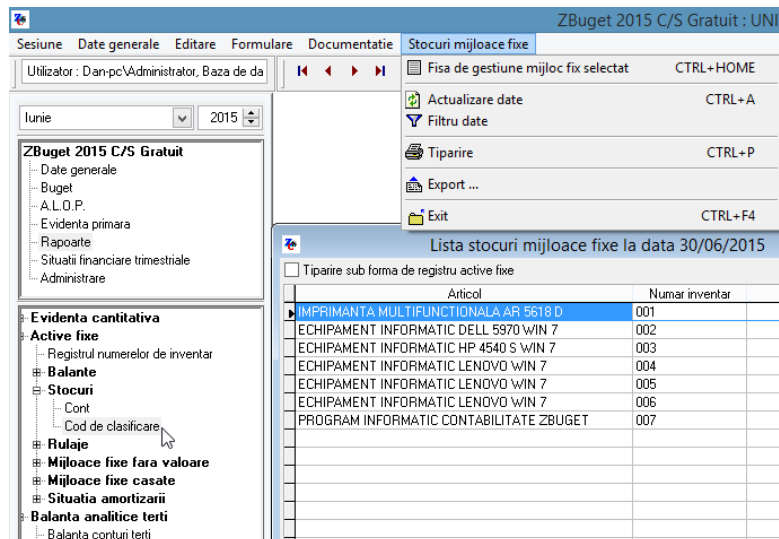 ZBuget 2015 C/S Gratuit : UNI
Sesiune Date generale Editare Formulare Documentatie Stocuri mijloace fixe
Utilizator : Dan-pc\Administrator, Baza de da
Fisa de gestiune mijloc fix selectat CTRL+HOME
Actualizare date CTRL+A
Filtru date
Tiparire CTRL+P
Export ...
Exit CTRL+F4
Iunie 2015
ZBuget 2015 C/S Gratuit
Date generale
Buget
A.L.O.P.
Evidenta primara
Rapoarte
Situatii financiare trimestriale
Administrare
Evidenta cantitativa
Active fixe
Registrul numerelor de inventar
Balante
Stocuri
Cont
Cod de clasificare
Rulaje
Mijloace fixe fara valoare
Mijloace fixe casate
Situatia amortizarii
Balanta analitice terti
Balanta conturi terti
Lista stocuri mijloace fixe la data 30/06/2015
Tiparire sub forma de registru active fixe
Articol Numar inventar
IMPRIMANTA MULTIFUNCTIONALA AR 5618 D 001
ECHIPAMENT INFORMATIC DELL 5970 WIN 7 002
ECHIPAMENT INFORMATIC HP 4540 S WIN 7 003
ECHIPAMENT INFORMATIC LENOVO WIN 7 004
ECHIPAMENT INFORMATIC LENOVO WIN 7 005
ECHIPAMENT INFORMATIC LENOVO WIN 7 006
PROGRAM INFORMATIC CONTABILITATE ZBUGET 007